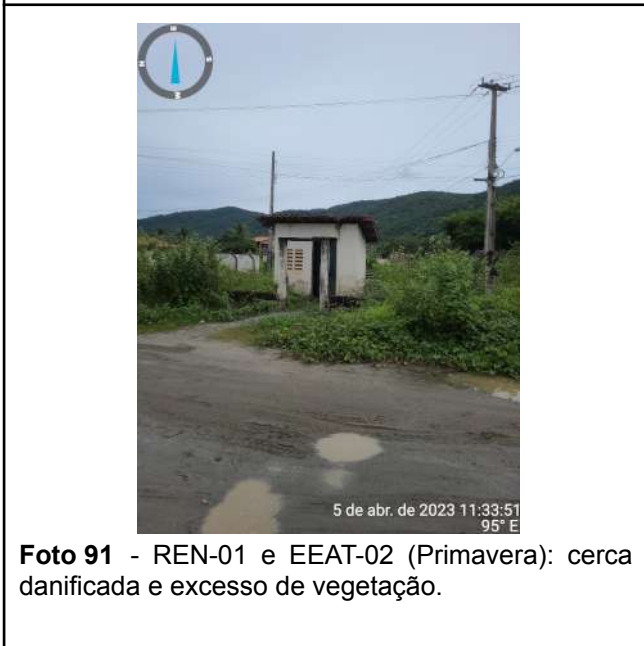 5 de abr. de 2023 11:33:51
95° E
Foto 91 - REN-01 e EEAT-02 (Primavera): cerca
danificada e excesso de vegetação.